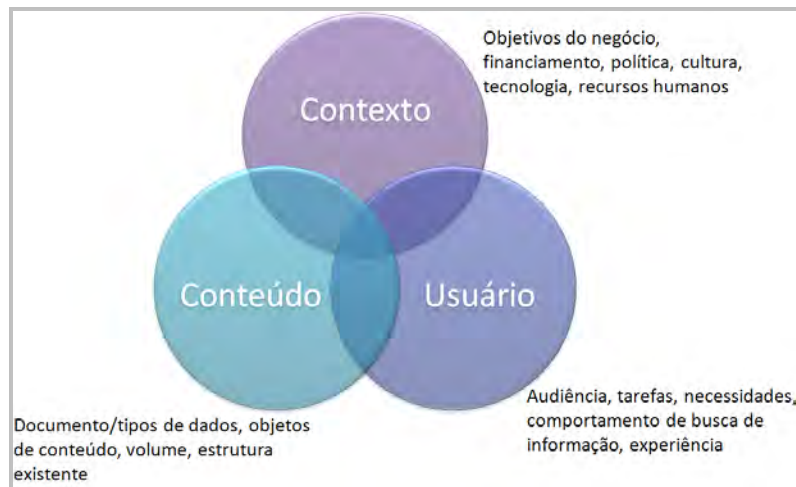 Objetivos do negócio,
financiamento, política, cultura,
tecnologia, recursos humanos
Contexto
Conteúdo
Usuário
Audiência, tarefas, necessidades,
comportamento de busca de
informação, experiência
Documento/tipos de dados, objetos
de conteúdo, volume, estrutura
existente